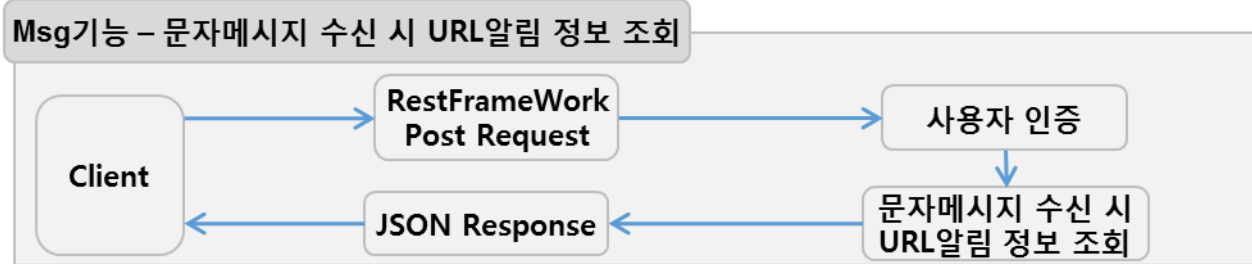 Msg기능 – 문자메시지 수신 시 URL알림 정보 조회
Client
RestFrameWork
Post Request
사용자 인증
문자메시지 수신 시
URL알림 정보 조회
JSON Response